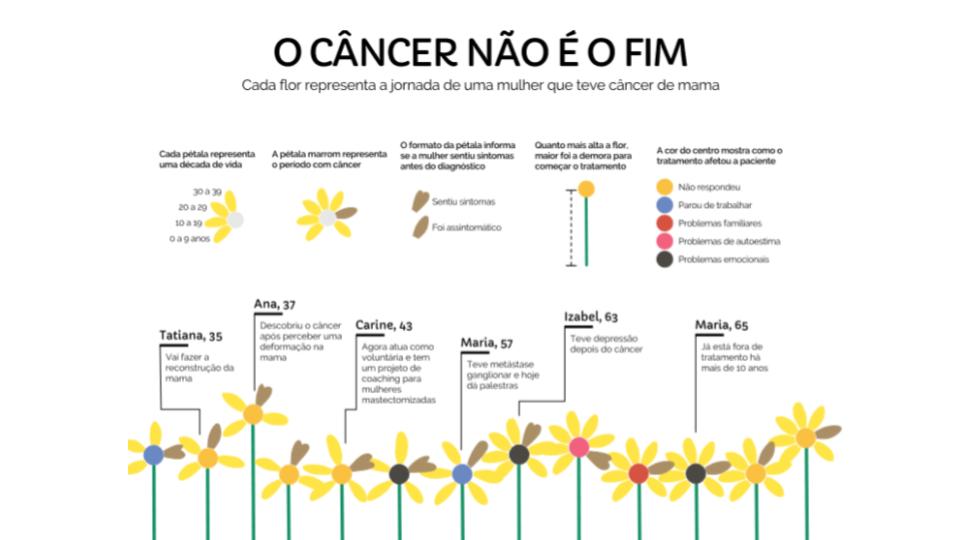 O CÂNCER NÃO É O FIM
Cada flor representa a jornada de uma mulher que teve câncer de mama
Cada pétala representa
uma década de vida
30 a 39
20 a 29
10 a 19
0 a 9 anos
A pétala marrom representa
o período com câncer
O formato da pétala informa
se a mulher sentiu sintomas
antes do diagnóstico
Sentiu sintomas
Foi assintomático
Quanto mais alta a flor,
maior foi a demora para
começar o tratamento
A cor do centro mostra como o
tratamento afetou a paciente
Não respondeu
Parou de trabalhar
Problemas familiares
Problemas de autoestima
Problemas emocionais
Tatiana, 35
Vai fazer a
reconstrução da
mama
Ana, 37
Descobriu o câncer
após perceber uma
deformação na
mama
Carine, 43
Agora atua como
voluntária e tem
um projeto de
coaching para
mulheres
mastectomizadas
Maria, 57
Teve metástase
ganglionar e hoje
dá palestras
Izabel, 63
Teve depressão
depois do câncer
Maria, 65
Já está fora de
tratamento há
mais de 10 anos